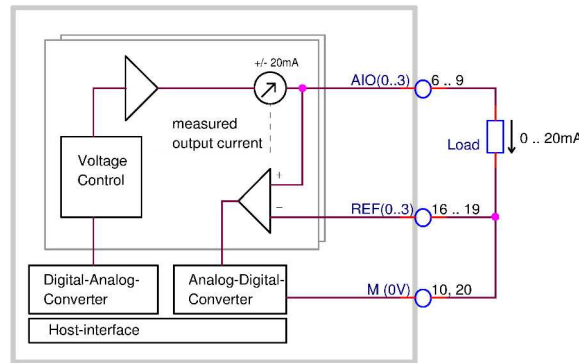 +/- 20mA
AIO(0..3) 6 .. 9
measured
output current
Voltage
Control
Load
0 .. 20mA
+
–
REF(0..3) 16 .. 19
Digital-Analog-
Converter
Analog-Digital-
Converter
M (0V) 10, 20
Host-interface